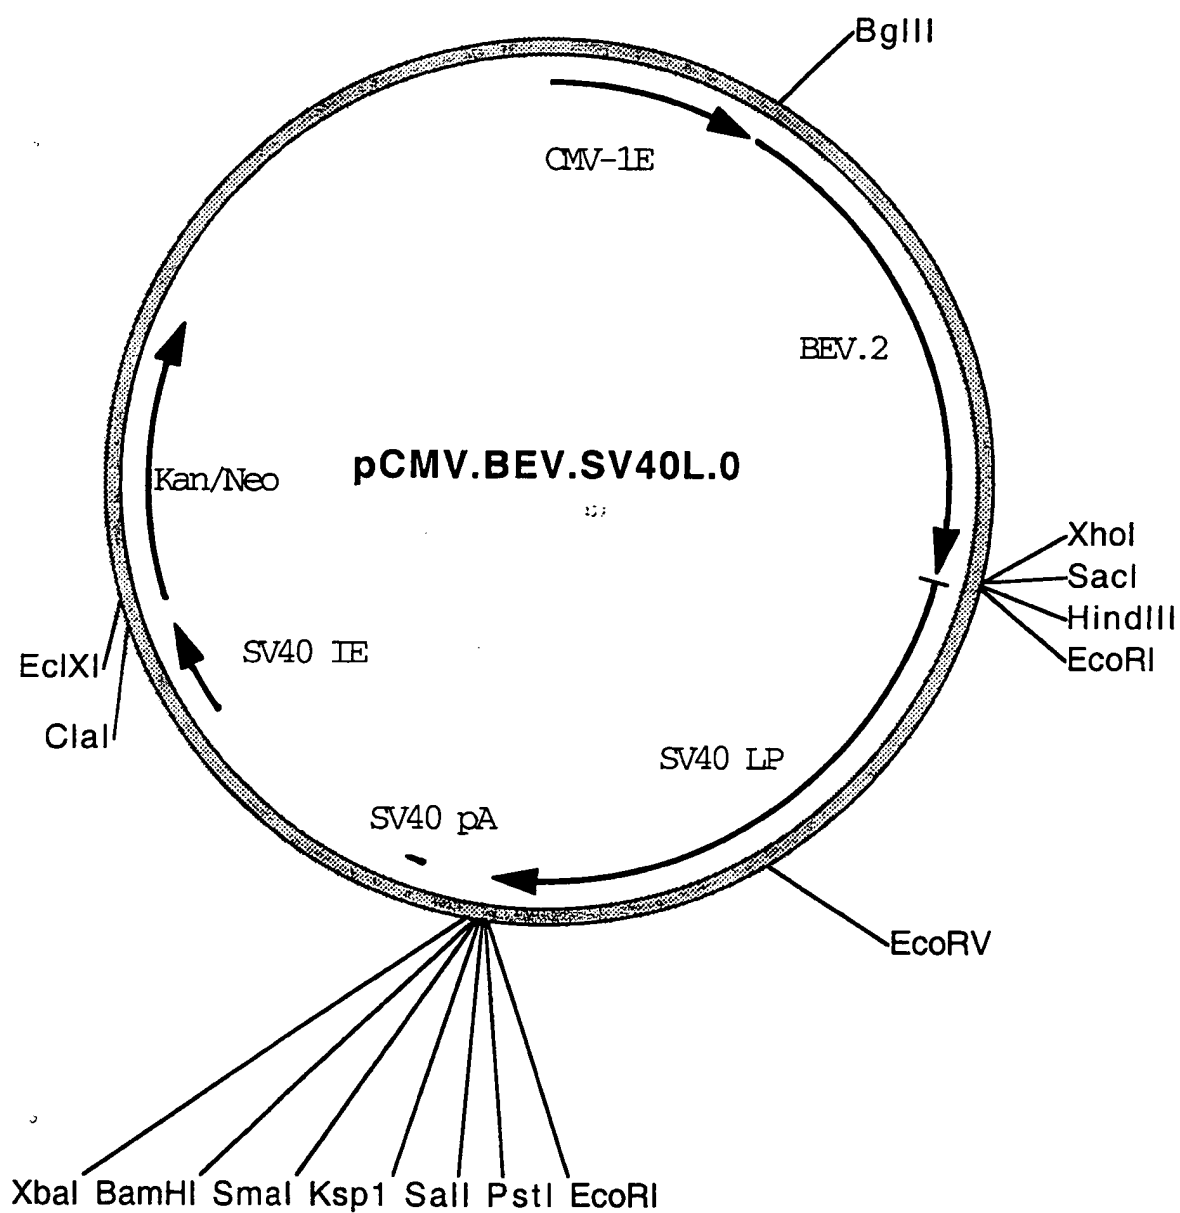 BglII
CMV-1E
BEV.2
pCMV.BEV.SV40L.0
Kan/Neo
XhoI
SacI
HindIII
EcoRI
SV40 IE
EclXI
ClaI
SV40 LP
SV40 pA
EcoRV
XbaI BamHI SmaI Ksp1 SalI PstI EcoRI